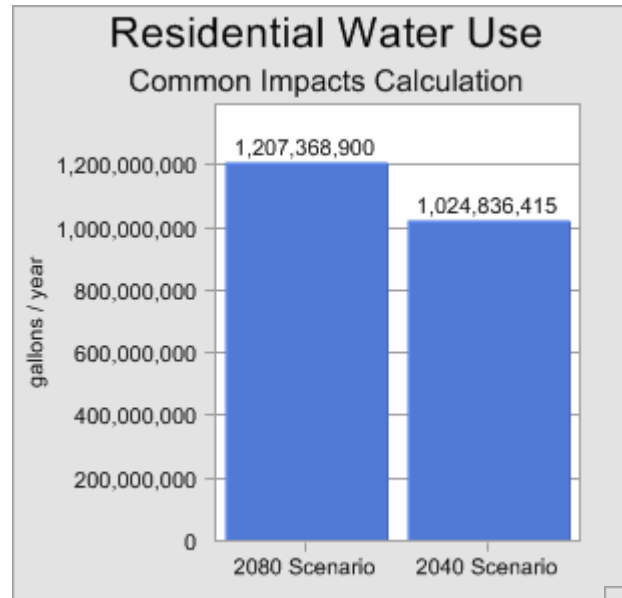 Residential Water Use
Common Impacts Calculation
1,207,368,900
1,200,000,000
1,024,836,415
1,000,000,000
800,000,000
gallons / year
600,000,000
400,000,000
200,000,000
0
2080 Scenario
2040 Scenario